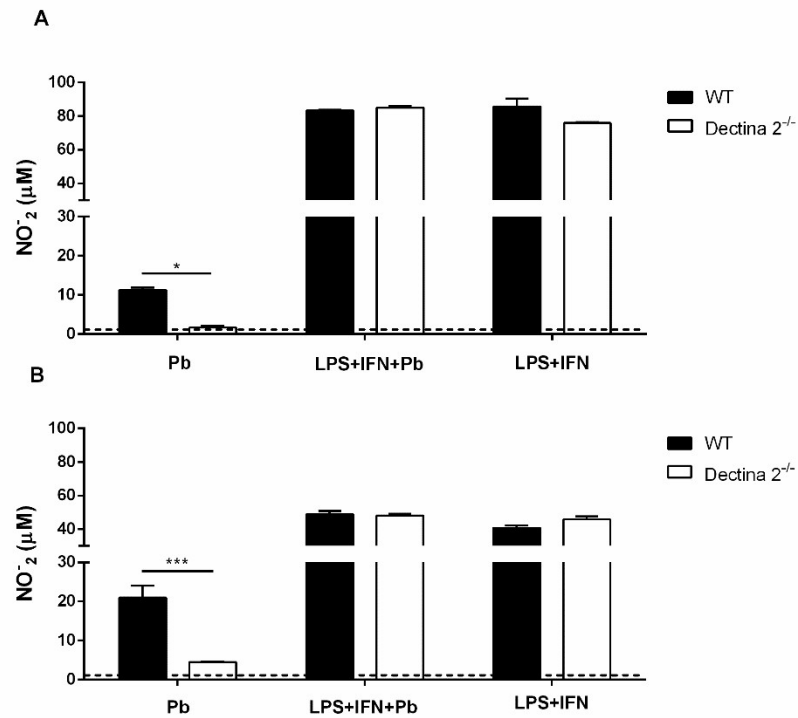 A
NO⁻₂ (µM)
100
80
60
40
30
20
10
0
*
WT
Dectina 2⁻/⁻
Pb LPS+IFN+Pb LPS+IFN
B
NO⁻₂ (µM)
100
80
60
40
30
20
10
0
***
WT
Dectina 2⁻/⁻
Pb LPS+IFN+Pb LPS+IFN